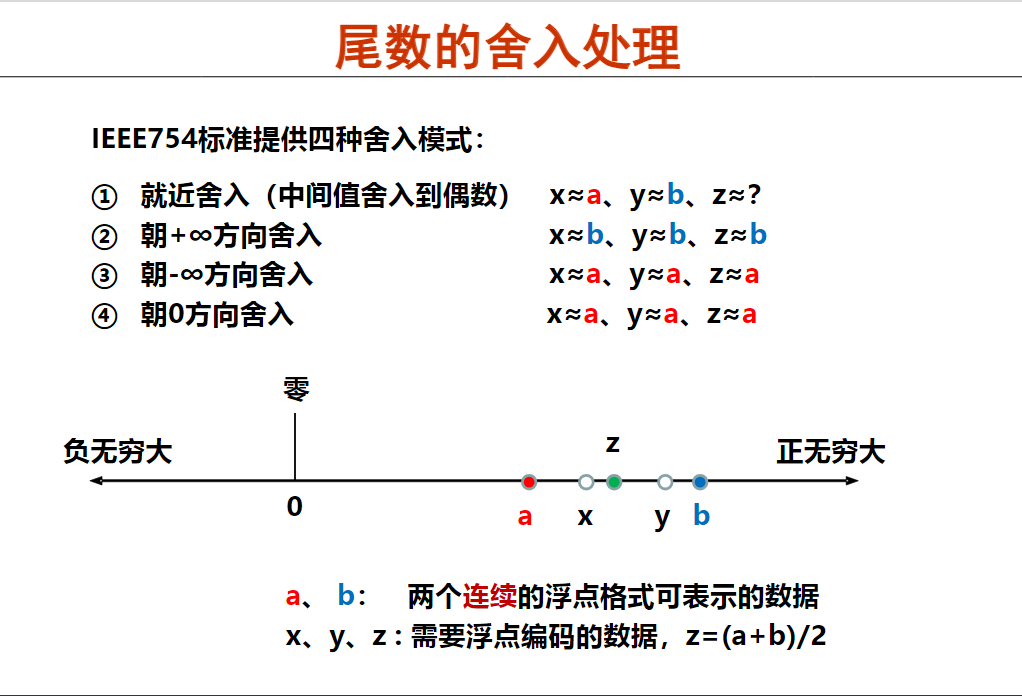 尾数的舍入处理
IEEE754标准提供四种舍入模式：
① 就近舍入（中间值舍入到偶数） x≈a、y≈b、z≈?
② 朝+∞方向舍入 x≈b、y≈b、z≈b
③ 朝-∞方向舍入 x≈a、y≈a、z≈a
④ 朝0方向舍入 x≈a、y≈a、z≈a
零
负无穷大 z 正无穷大
0 a x y b
a、 b： 两个连续的浮点格式可表示的数据
x、y、z : 需要浮点编码的数据，z=(a+b)/2